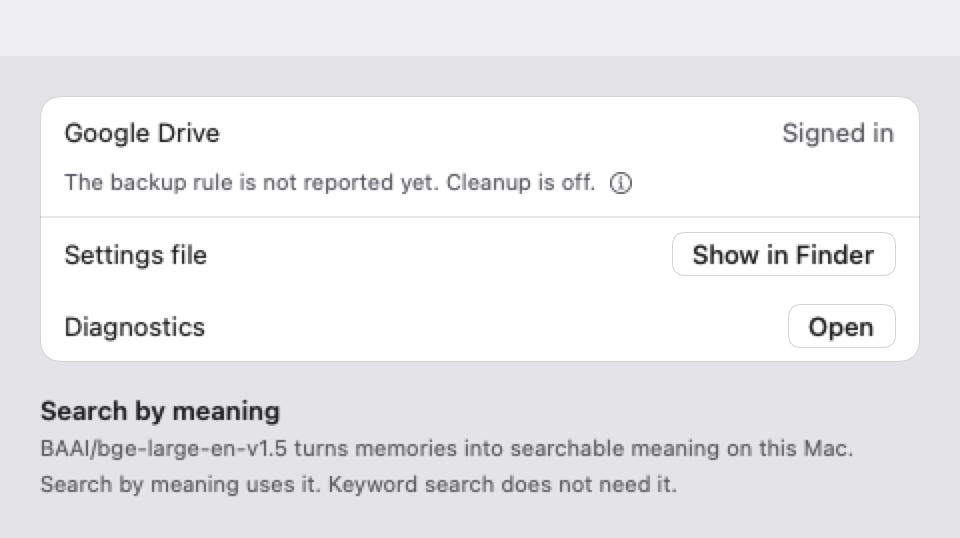 Google Drive
Signed in
The backup rule is not reported yet. Cleanup is off.
Settings file
Show in Finder
Diagnostics
Open
Search by meaning
BAAI/bge-large-en-v1.5 turns memories into searchable meaning on this Mac.
Search by meaning uses it. Keyword search does not need it.